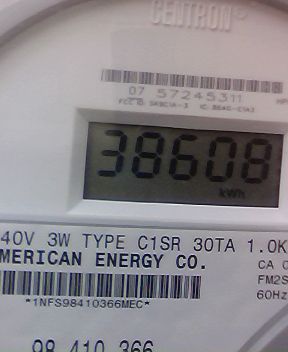 CENTRON®
07 57245311
38608
kWh
40V 3W TYPE C1SR 30TA 1.0K
MERICAN ENERGY CO.
CA 0
FM2S
60Hz
*1NFS98410366MEC*
98 410 366